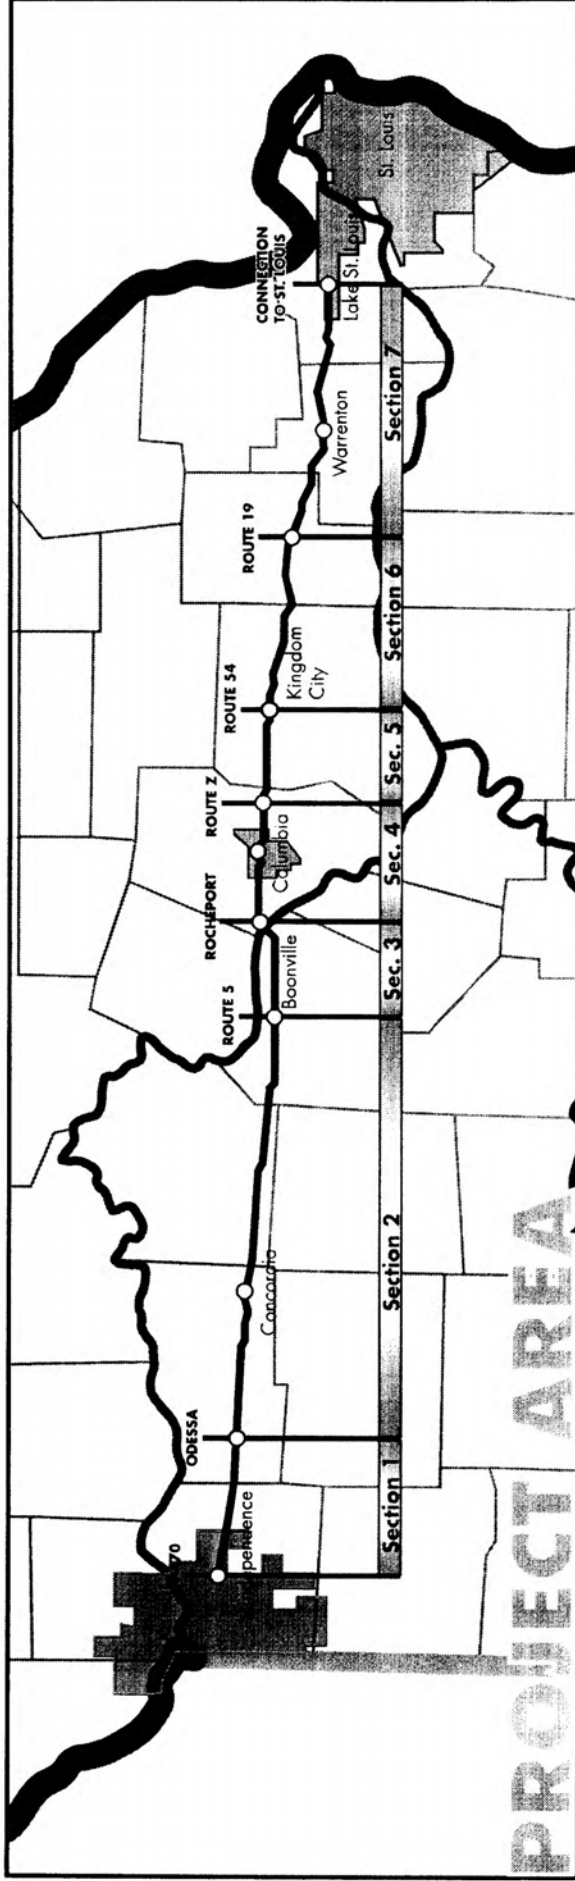 CONNECTION
TO ST. LOUIS
ROUTE 19
ROUTE 54
ROUTE Z
ROCHEPORT
ROUTE 5
ODESSA
70
St. Louis
Lake St. Louis
Warrenton
Kingdom
City
Columbia
Boonville
Concordia
pendence
Section 1
Section 2
Sec. 3
Sec. 4
Sec. 5
Section 6
Section 7
PROJECT AREA